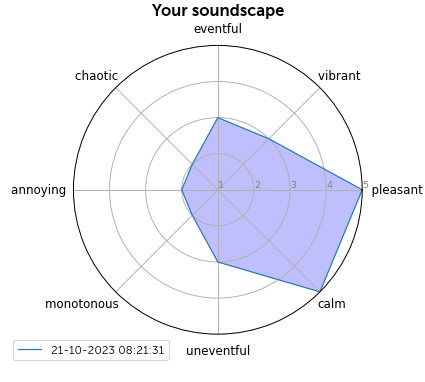 Your soundscape
eventful
chaotic
vibrant
annoying
1 2 3 4 5
pleasant
monotonous
calm
uneventful
21-10-2023 08:21:31